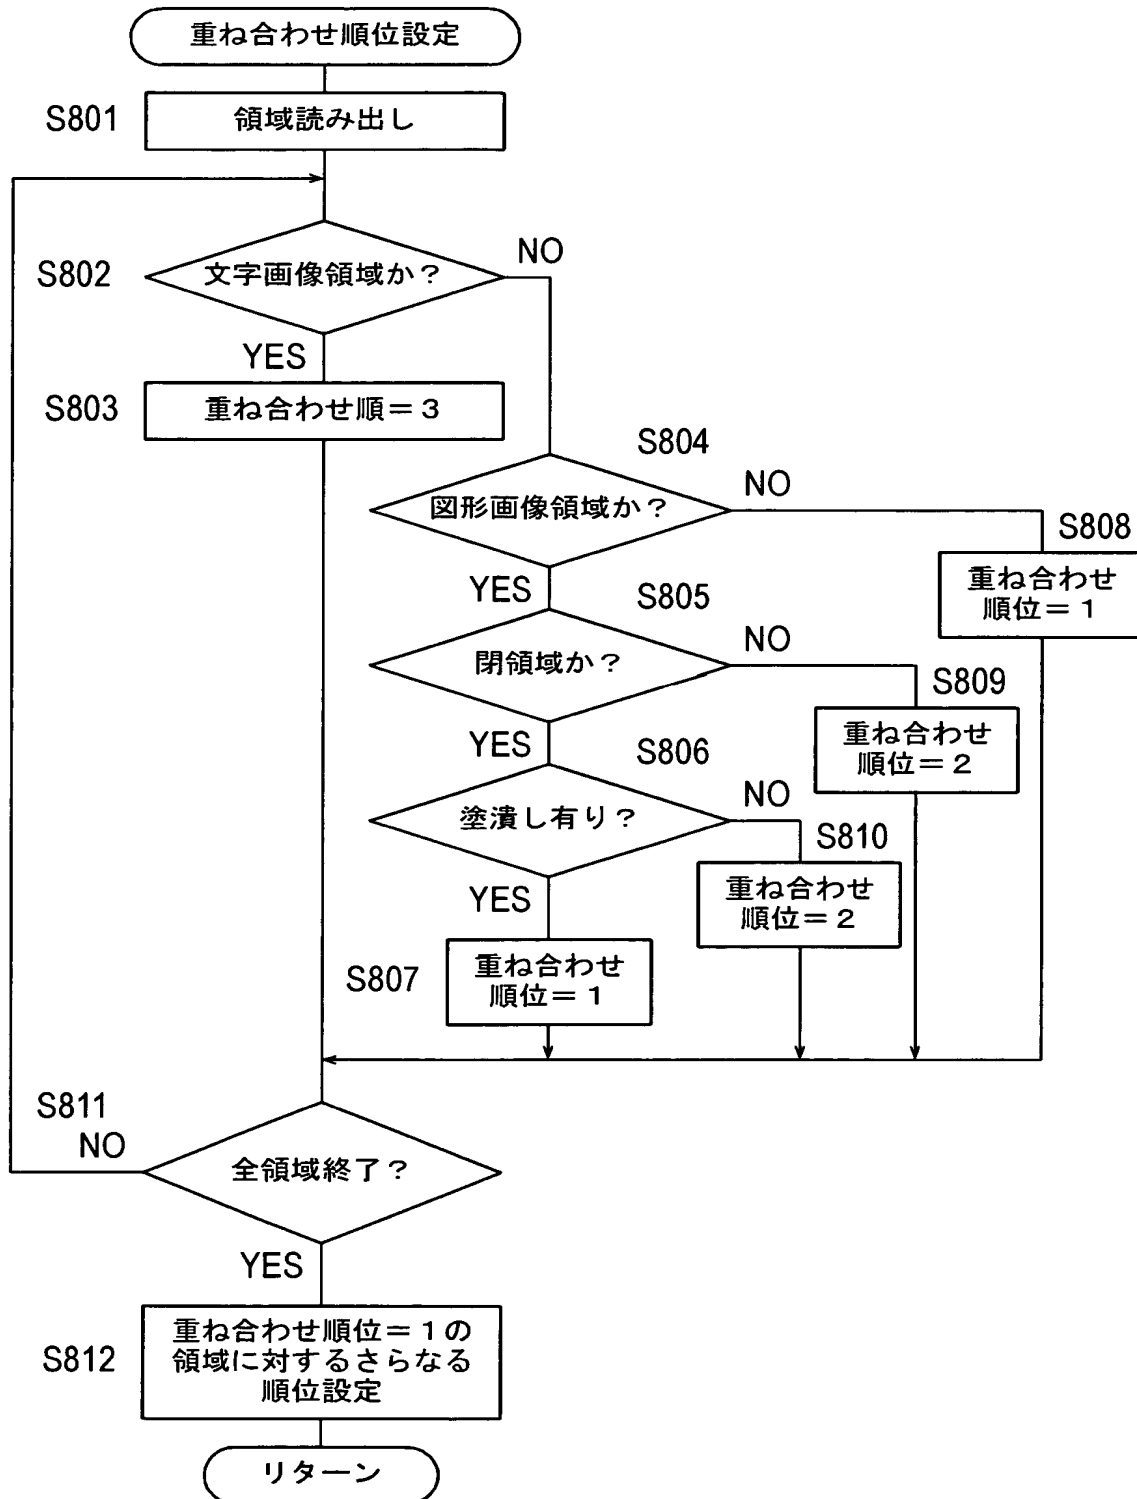 重ね合わせ順位設定
S801
領域読み出し
S802
文字画像領域か？
NO
YES
S803
重ね合わせ順＝３
S804
図形画像領域か？
NO
S808
重ね合わせ
順位＝１
YES
S805
閉領域か？
NO
S809
重ね合わせ
順位＝２
YES
S806
塗潰し有り？
NO
S810
重ね合わせ
順位＝２
YES
S807
重ね合わせ
順位＝１
S811
NO
全領域終了？
YES
S812
重ね合わせ順位＝１の
領域に対するさらなる
順位設定
リターン